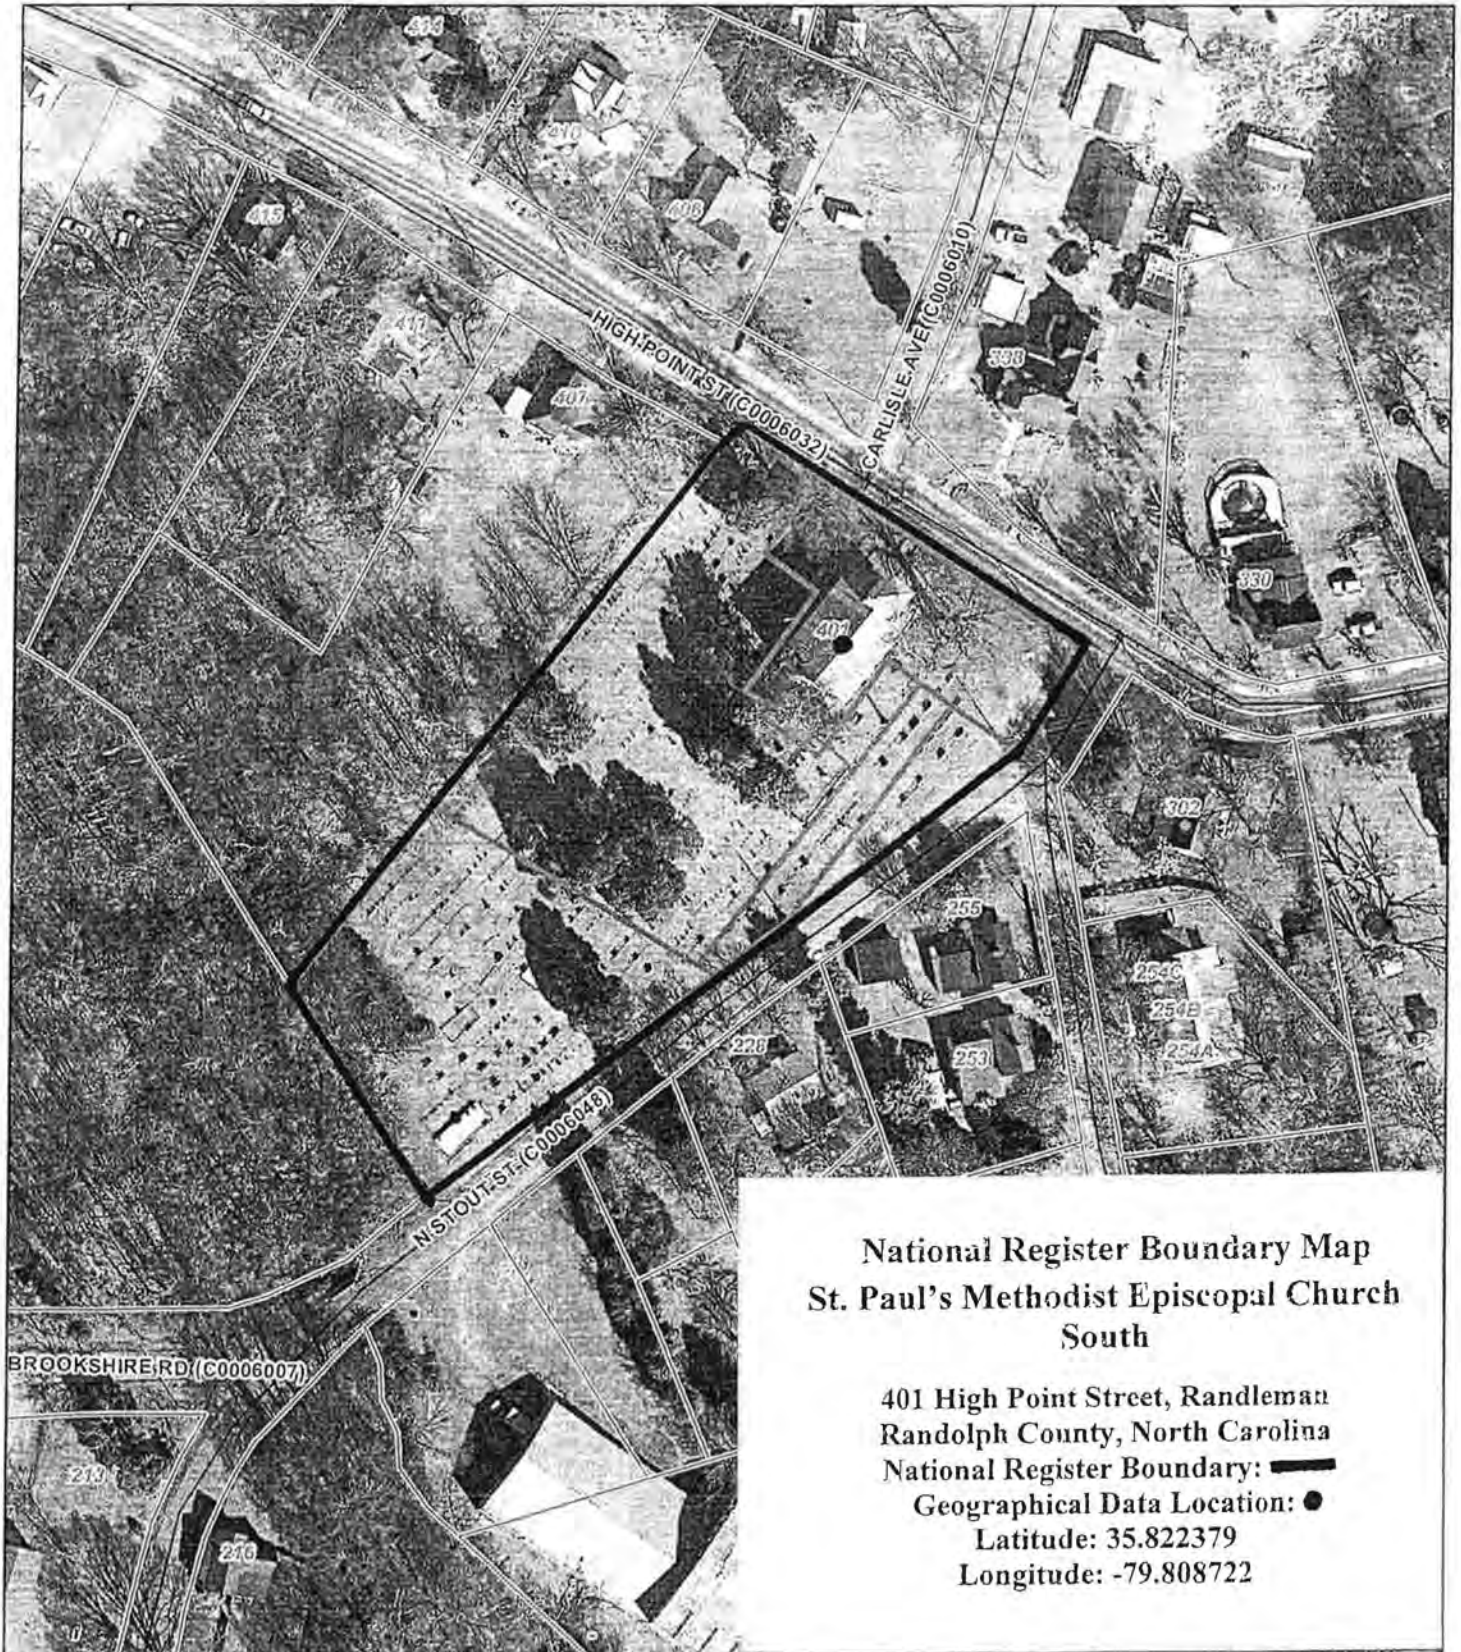 414
410
415
406
CARLISLE AVE (C0006010)
411
HIGH POINT ST (C0006032)
338
407
330
401
302
255
254C
254B
254A
228
253
N STOUT ST (C0006048)
BROOKSHIRE RD (C0006007)
213
216
National Register Boundary Map
St. Paul's Methodist Episcopal Church
South
401 High Point Street, Randleman
Randolph County, North Carolina
National Register Boundary:
Geographical Data Location:
Latitude: 35.822379
Longitude: -79.808722